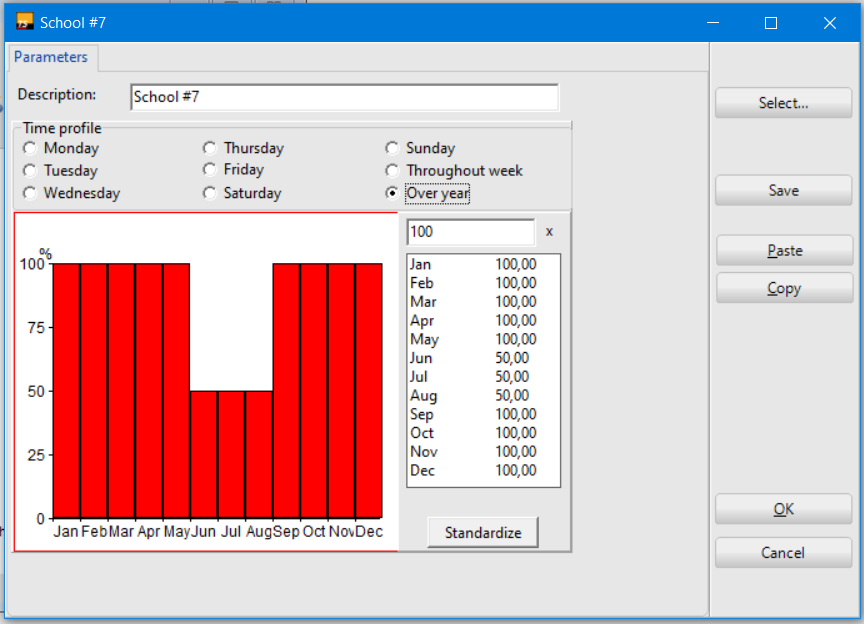 TS School #7
Parameters
Description: School #7
Time profile
Monday Thursday Sunday
Tuesday Friday Throughout week
Wednesday Saturday Over year
100 x
%
100
75
50
25
0
Jan Feb Mar Apr May Jun Jul Aug Sep Oct Nov Dec
Jan 100,00
Feb 100,00
Mar 100,00
Apr 100,00
May 100,00
Jun 50,00
Jul 50,00
Aug 50,00
Sep 100,00
Oct 100,00
Nov 100,00
Dec 100,00
Standardize
Select...
Save
Paste
Copy
OK
Cancel